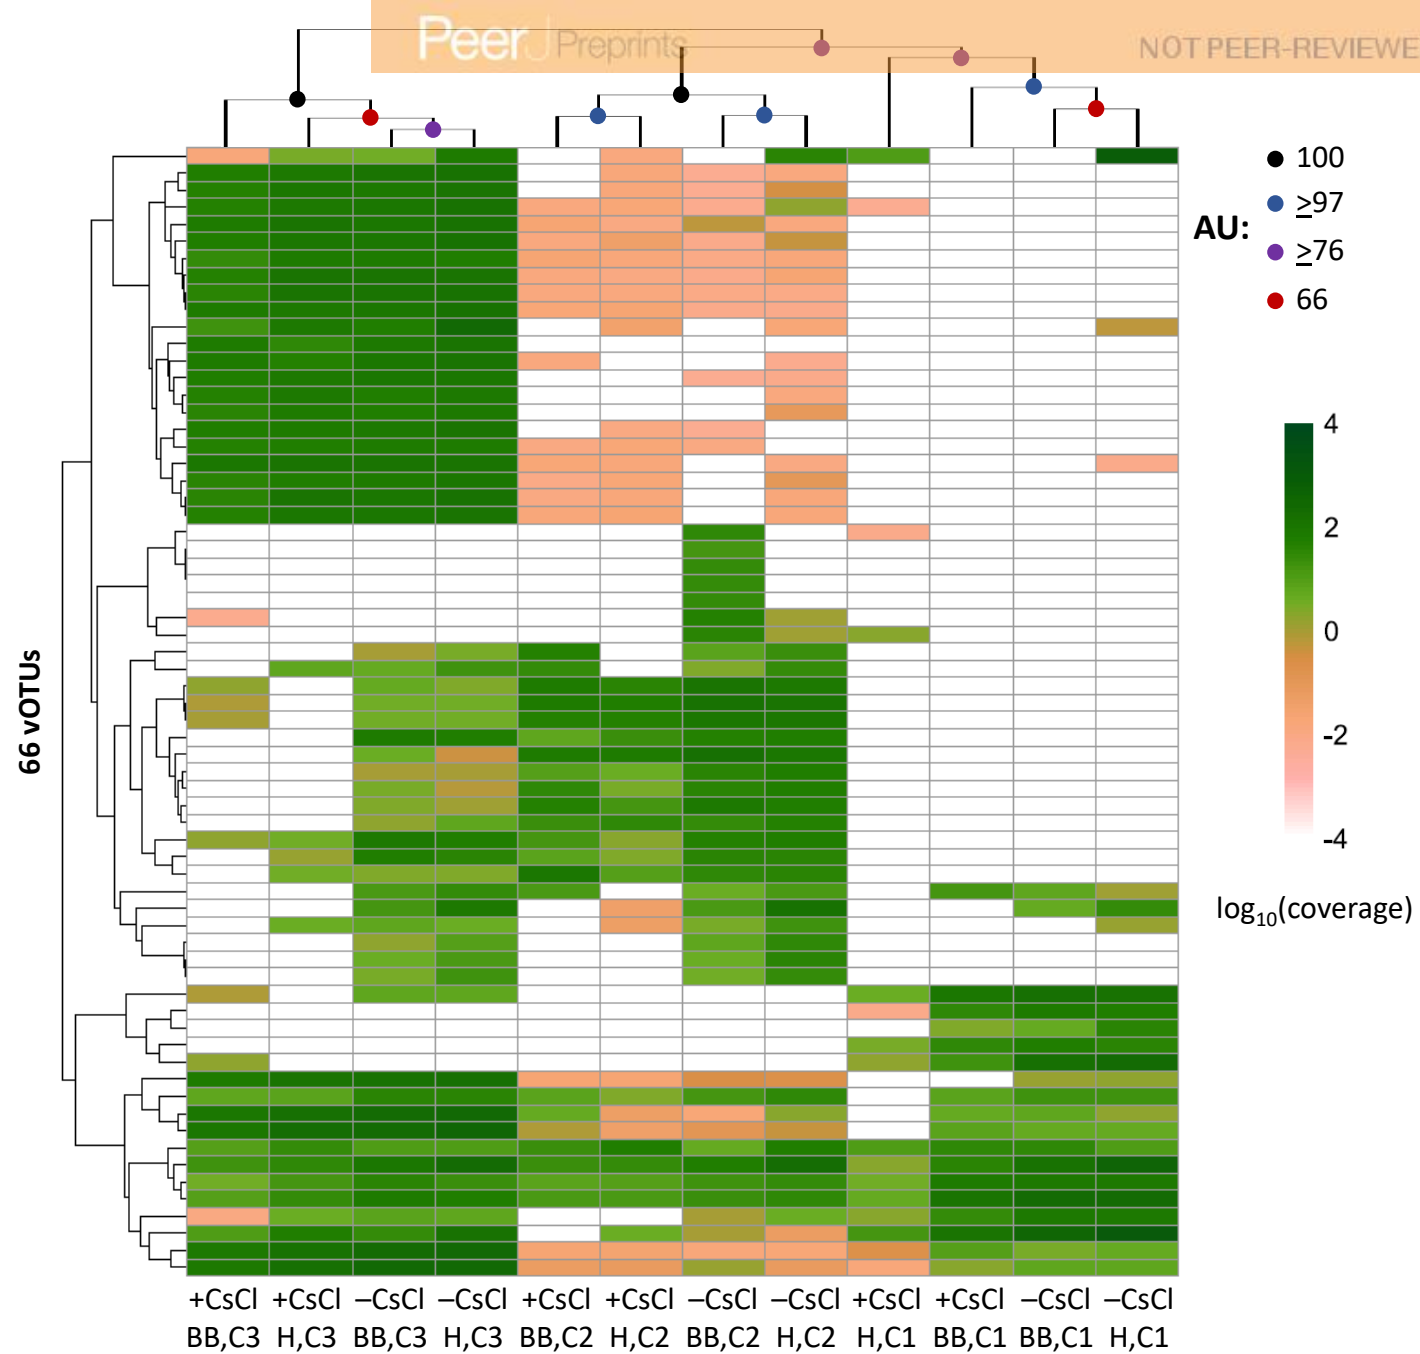 PeerJ Preprints
NOT PEER-REVIEWE
AU:
100
≥97
≥76
66
4
2
0
-2
-4
log10(coverage)
66 vOTUs
+CsCl +CsCl –CsCl –CsCl +CsCl +CsCl –CsCl –CsCl +CsCl +CsCl –CsCl –CsCl
BB,C3 H,C3 BB,C3 H,C3 BB,C2 H,C2 BB,C2 H,C2 H,C1 BB,C1 BB,C1 H,C1